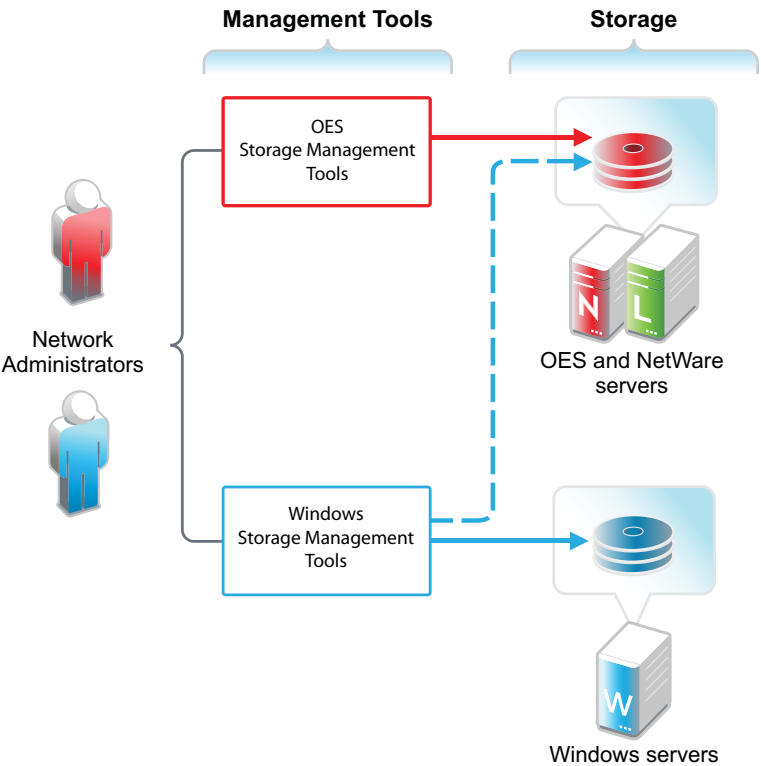 Management Tools
Storage
OES
Storage Management
Tools
Network
Administrators
N
L
OES and NetWare
servers
Windows
Storage Management
Tools
W
Windows servers